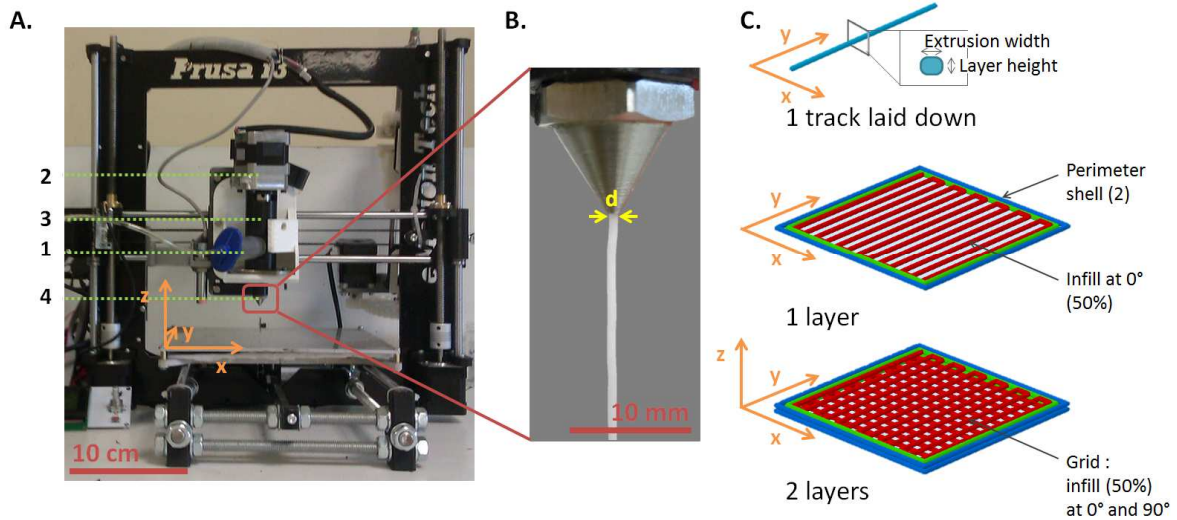 A.
Prusa i3
2
3
1
4
z
y
x
10 cm
B.
d
10 mm
C.
y
x
Extrusion width
Layer height
1 track laid down
y
x
Perimeter
shell (2)
Infill at 0°
(50%)
1 layer
z
y
x
Grid :
infill (50%)
at 0° and 90°
2 layers